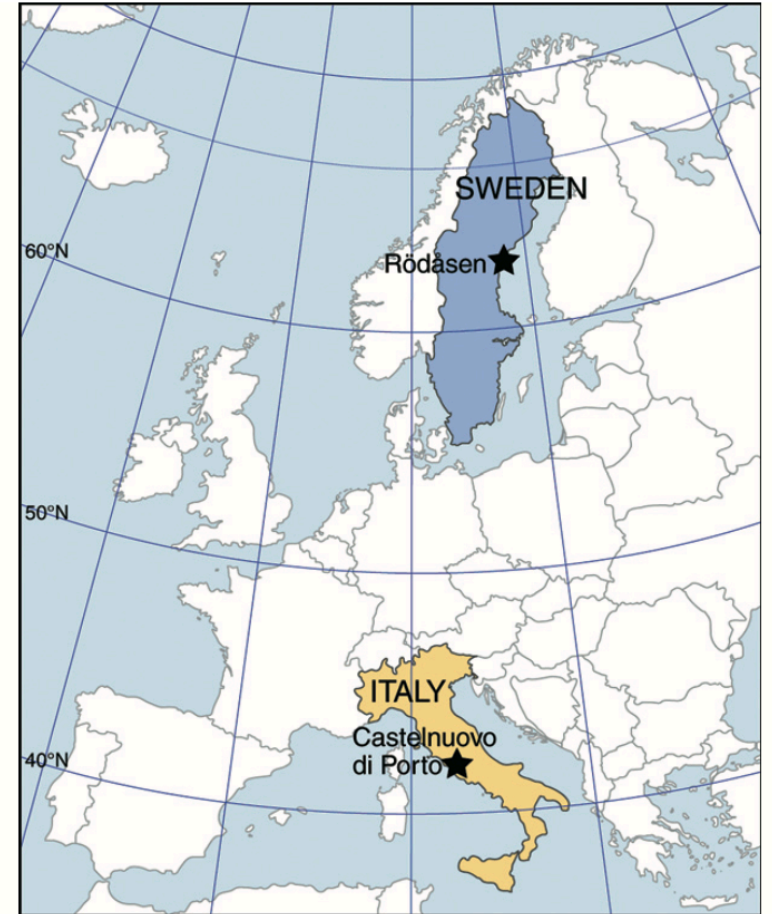 SWEDEN
60°N
Rödåsen
50°N
ITALY
Castelnuovo
di Porto
40°N